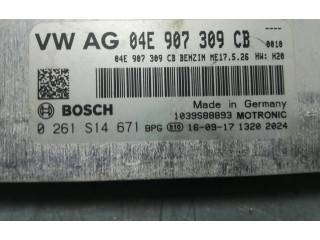 VW AG 04E 907 309 CB 0010
04E 907 309 CB BENZIN ME17.5.26 HW: H20
BOSCH
Made in Germany
1039S88893 MOTRONIC
0 261 S14 671 BPG 16-09-17 1320 2024